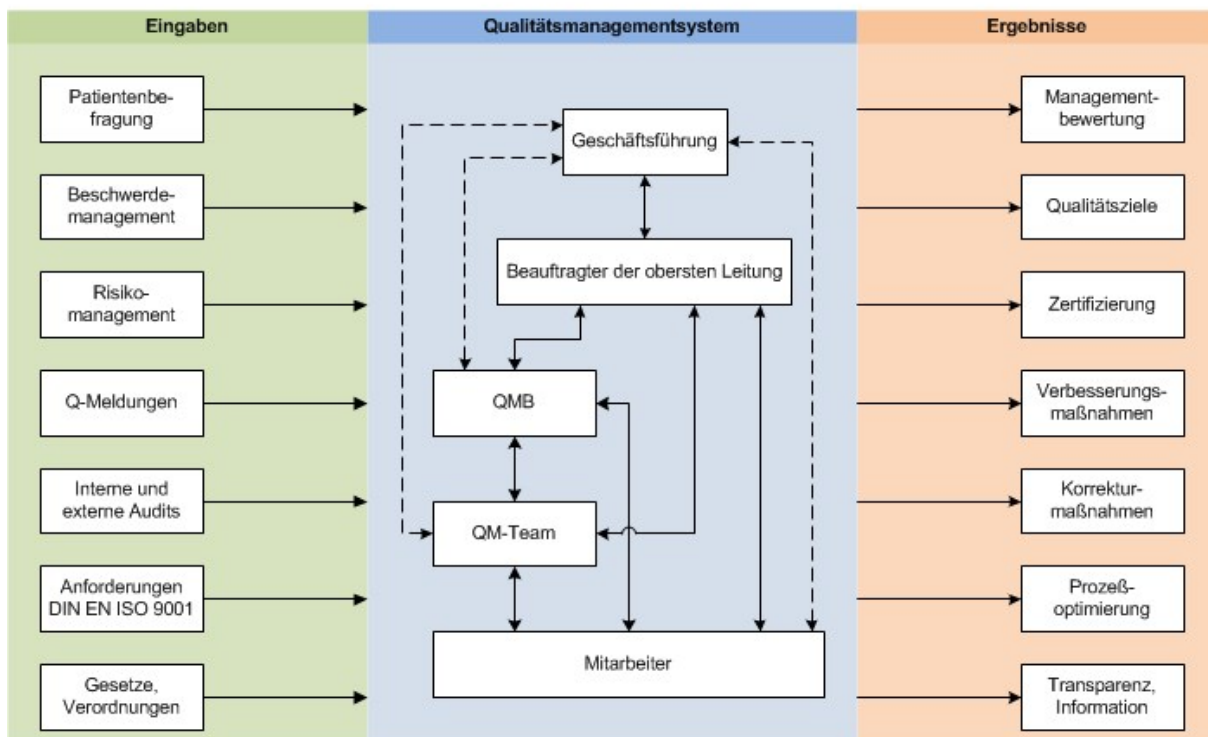 Eingaben
Qualitätsmanagementsystem
Ergebnisse
Patientenbe-
fragung
Beschwerde-
management
Risiko-
management
Q-Meldungen
Interne und
externe Audits
Anforderungen
DIN EN ISO 9001
Gesetze,
Verordnungen
Geschäftsführung
Beauftragter der obersten Leitung
QMB
QM-Team
Mitarbeiter
Management-
bewertung
Qualitätsziele
Zertifizierung
Verbesserungs-
maßnahmen
Korrektur-
maßnahmen
Prozeß-
optimierung
Transparenz,
Information